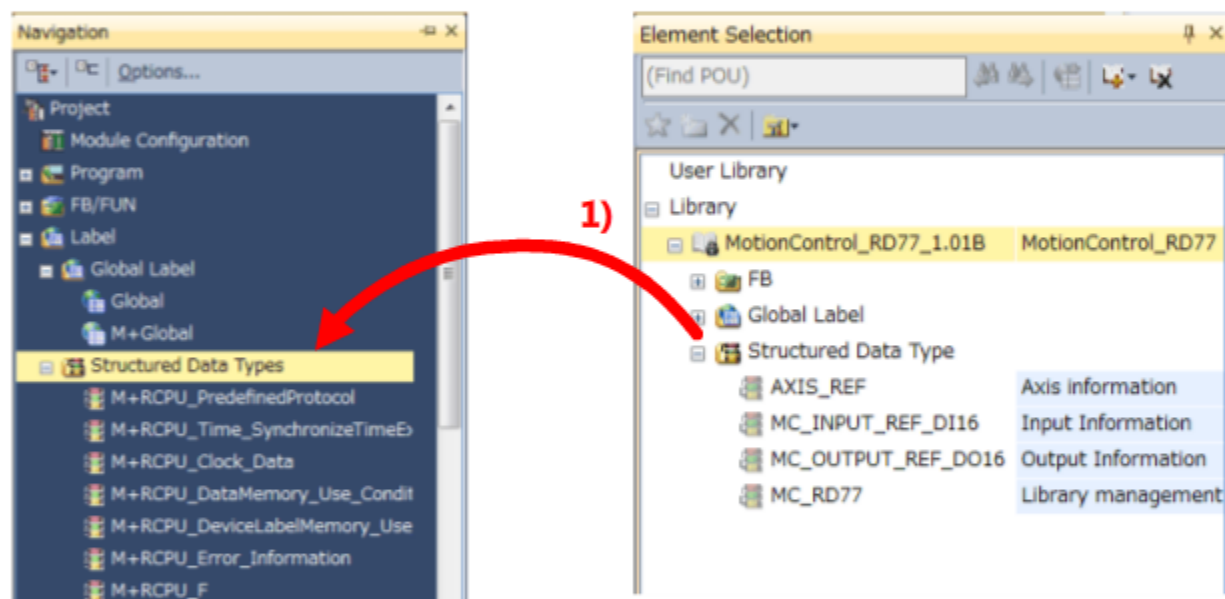 Navigation
Options...
Project
Module Configuration
Program
FB/FUN
Label
Global Label
Global
M+Global
Structured Data Types
M+RCPU_PredefinedProtocol
M+RCPU_Time_SynchronizeTimeEx
M+RCPU_Clock_Data
M+RCPU_DataMemory_Use_Condit
M+RCPU_DeviceLabelMemory_Use
M+RCPU_Error_Information
M+RCPU_F
1)
Element Selection
(Find POU)
User Library
Library
MotionControl_RD77_1.01B MotionControl_RD77
FB
Global Label
Structured Data Type
AXIS_REF Axis information
MC_INPUT_REF_DI16 Input Information
MC_OUTPUT_REF_DO16 Output Information
MC_RD77 Library management